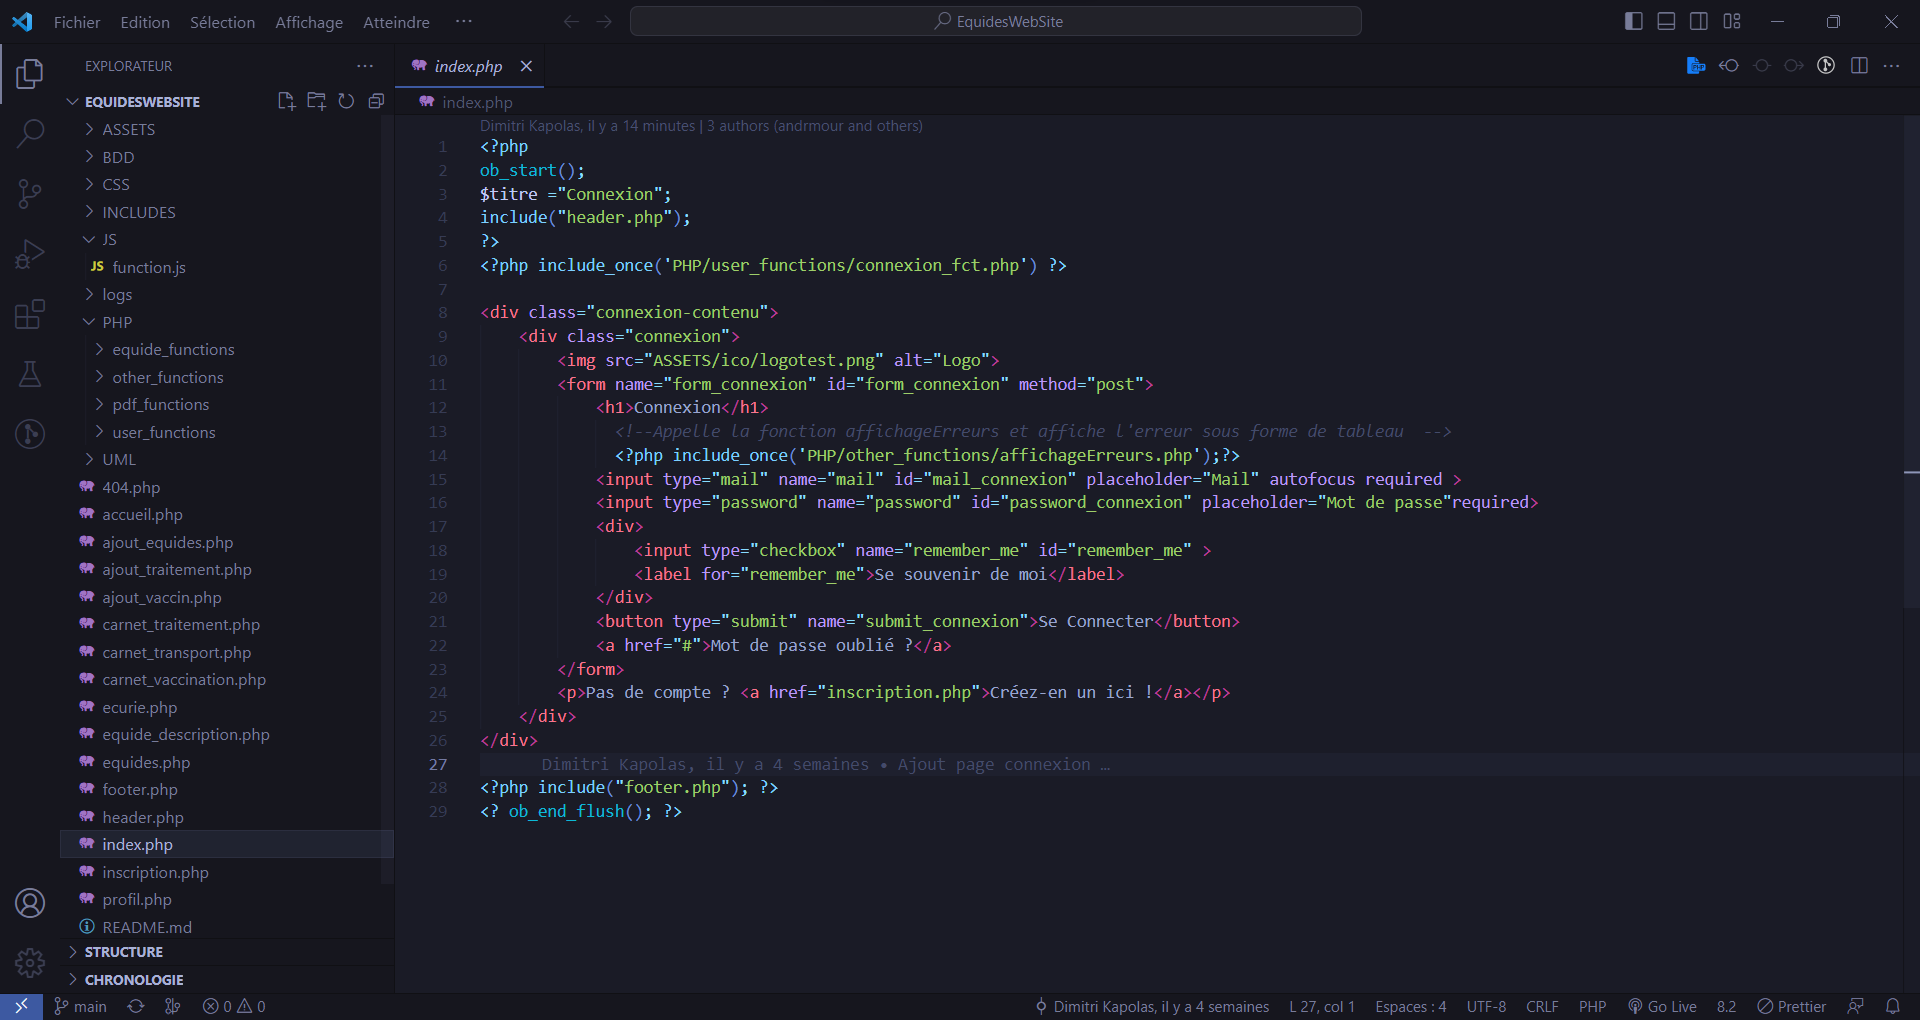 Fichier Edition Sélection Affichage Atteindre ··· EquidesWebSite
EXPLORATEUR ···
EQUIDESWEBSITE
ASSETS
BDD
CSS
INCLUDES
JS
JS function.js
logs
PHP
equide_functions
other_functions
pdf_functions
user_functions
UML
404.php
accueil.php
ajout_equides.php
ajout_traitement.php
ajout_vaccin.php
carnet_traitement.php
carnet_transport.php
carnet_vaccination.php
ecurie.php
equide_description.php
equides.php
footer.php
header.php
index.php
inscription.php
profil.php
README.md
STRUCTURE
CHRONOLOGIE
index.php
index.php
Dimitri Kapolas, il y a 14 minutes | 3 authors (andrmour and others)
1 <?php
2 ob_start();
3 $titre ="Connexion";
4 include("header.php");
5 ?>
6 <?php include_once('PHP/user_functions/connexion_fct.php') ?>
7
8 <div class="connexion-contenu">
9 <div class="connexion">
10 <img src="ASSETS/ico/logotest.png" alt="Logo">
11 <form name="form_connexion" id="form_connexion" method="post">
12 <h1>Connexion</h1>
13 <!--Appelle la fonction affichageErreurs et affiche l'erreur sous forme de tableau  -->
14 <?php include_once('PHP/other_functions/affichageErreurs.php');?>
15 <input type="mail" name="mail" id="mail_connexion" placeholder="Mail" autofocus required >
16 <input type="password" name="password" id="password_connexion" placeholder="Mot de passe"required>
17 <div>
18 <input type="checkbox" name="remember_me" id="remember_me" >
19 <label for="remember_me">Se souvenir de moi</label>
20 </div>
21 <button type="submit" name="submit_connexion">Se Connecter</button>
22 <a href="#">Mot de passe oublié ?</a>
23 </form>
24 <p>Pas de compte ? <a href="inscription.php">Créez-en un ici !</a></p>
25 </div>
26 </div>
27 Dimitri Kapolas, il y a 4 semaines • Ajout page connexion …
28 <?php include("footer.php"); ?>
29 <? ob_end_flush(); ?>
main 0 0 Dimitri Kapolas, il y a 4 semaines L 27, col 1 Espaces : 4 UTF-8 CRLF PHP Go Live 8.2 Prettier